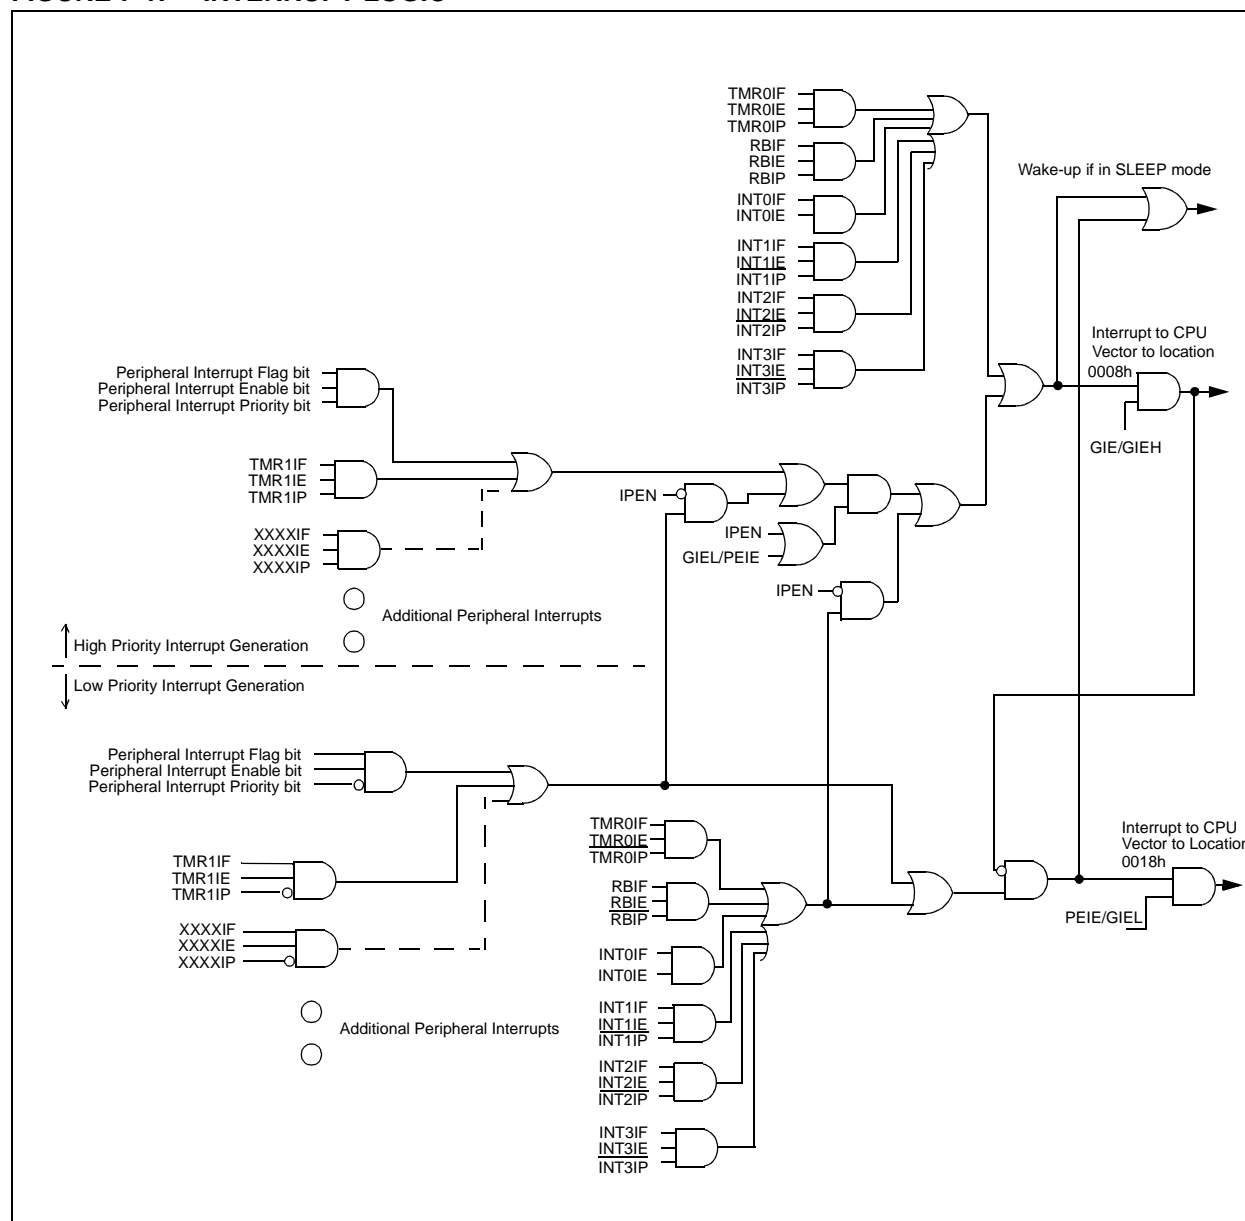 TMR0IF
TMR0IE
TMR0IP
RBIF
RBIE
RBIP
INT0IF
INT0IE
INT1IF
INT1IE
INT1IP
INT2IF
INT2IE
INT2IP
INT3IF
INT3IE
INT3IP
Wake-up if in SLEEP mode
Interrupt to CPU
Vector to location
0008h
GIE/GIEH
Peripheral Interrupt Flag bit
Peripheral Interrupt Enable bit
Peripheral Interrupt Priority bit
TMR1IF
TMR1IE
TMR1IP
XXXXIF
XXXXIE
XXXXIP
IPEN
IPEN
GIEL/PEIE
IPEN
Additional Peripheral Interrupts
High Priority Interrupt Generation
Low Priority Interrupt Generation
Peripheral Interrupt Flag bit
Peripheral Interrupt Enable bit
Peripheral Interrupt Priority bit
TMR1IF
TMR1IE
TMR1IP
XXXXIF
XXXXIE
XXXXIP
Additional Peripheral Interrupts
TMR0IF
TMR0IE
TMR0IP
RBIF
RBIE
RBIP
INT0IF
INT0IE
INT1IF
INT1IE
INT1IP
INT2IF
INT2IE
INT2IP
INT3IF
INT3IE
INT3IP
Interrupt to CPU
Vector to Location
0018h
PEIE/GIEL